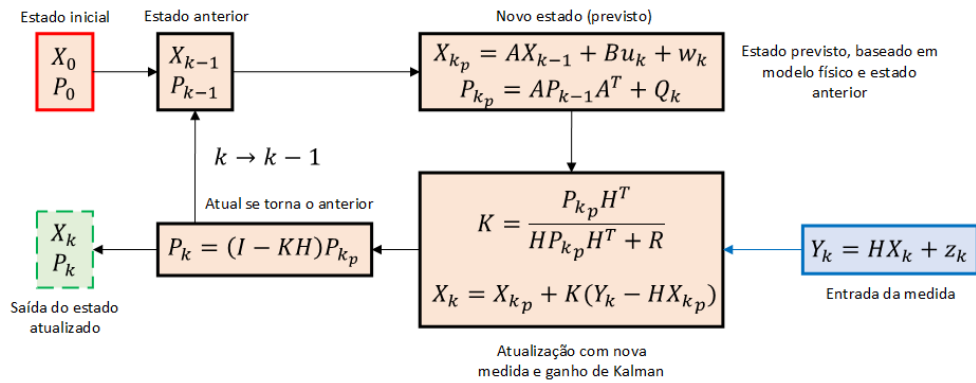 Estado inicial
X_0
P_0
Estado anterior
X_{k-1}
P_{k-1}
Novo estado (previsto)
X_{k_p} = AX_{k-1} + Bu_k + w_k
P_{k_p} = AP_{k-1}A^T + Q_k
Estado previsto, baseado em
modelo físico e estado
anterior
k → k − 1
Atual se torna o anterior
X_k
P_k
Saída do estado
atualizado
P_k = (I − KH)P_{k_p}
K = \frac{P_{k_p}H^T}{HP_{k_p}H^T + R}
X_k = X_{k_p} + K(Y_k − HX_{k_p})
Atualização com nova
medida e ganho de Kalman
Y_k = HX_k + z_k
Entrada da medida